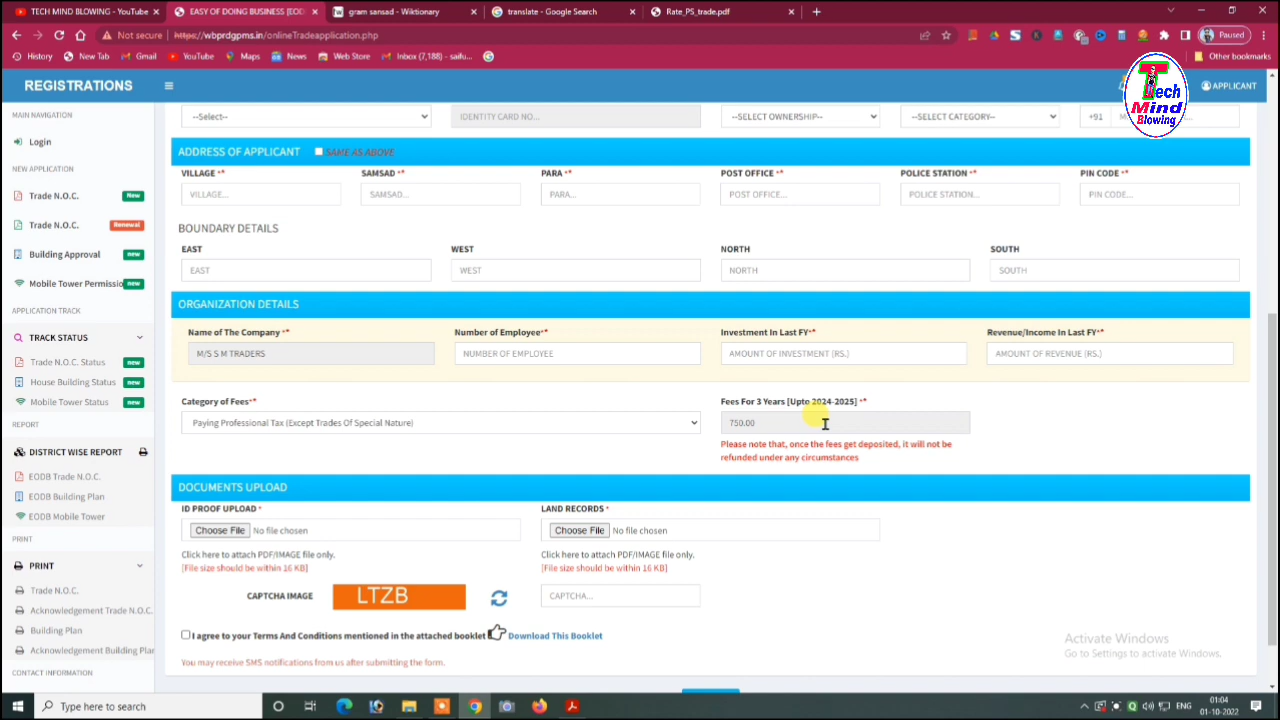 TECH MIND BLOWING - YouTube
EASY OF DOING BUSINESS [EOD
gram sansad - Wiktionary
translate - Google Search
Rate_PS_trade.pdf
Not secure
https://wbprdgpms.in/onlineTradeapplication.php
Paused
History
New Tab
Gmail
YouTube
Maps
News
Web Store
Inbox (7,188) - saifu...
Other bookmarks
REGISTRATIONS
APPLICANT
Tech
Mind
Blowing
MAIN NAVIGATION
Login
NEW APPLICATION
Trade N.O.C. New
Trade N.O.C. Renewal
Building Approval new
Mobile Tower Permissio new
APPLICATION TRACK
TRACK STATUS
Trade N.O.C. Status new
House Building Status new
Mobile Tower Status new
REPORT
DISTRICT WISE REPORT
EODB Trade N.O.C.
EODB Building Plan
EODB Mobile Tower
PRINT
PRINT
Trade N.O.C.
Acknowledgement Trade N.O.C.
Building Plan
Acknowledgement Building Plan
CONTACT INFORMATION
--Select--
IDENTITY CARD NO...
--SELECT OWNERSHIP--
--SELECT CATEGORY--
+91
ADDRESS OF APPLICANT SAME AS ABOVE
VILLAGE ** SAMSAD ** PARA ** POST OFFICE ** POLICE STATION ** PIN CODE **
VILLAGE... SAMSAD... PARA... POST OFFICE... POLICE STATION... PIN CODE...
BOUNDARY DETAILS
EAST WEST NORTH SOUTH
EAST WEST NORTH SOUTH
ORGANIZATION DETAILS
Name of The Company ** Number of Employee** Investment In Last FY** Revenue/Income In Last FY**
M/S S M TRADERS NUMBER OF EMPLOYEE AMOUNT OF INVESTMENT (RS.) AMOUNT OF REVENUE (RS.)
Category of Fees** Fees For 3 Years [Upto 2024-2025] **
Paying Professional Tax (Except Trades Of Special Nature) 750.00
Please note that, once the fees get deposited, it will not be
refunded under any circumstances
DOCUMENTS UPLOAD
ID PROOF UPLOAD * LAND RECORDS *
Choose File No file chosen Choose File No file chosen
Click here to attach PDF/IMAGE file only. Click here to attach PDF/IMAGE file only.
[File size should be within 16 KB] [File size should be within 16 KB]
CAPTCHA IMAGE LTZB CAPTCHA...
I agree to your Terms And Conditions mentioned in the attached booklet Download This Booklet
You may receive SMS notifications from us after submitting the form.
Activate Windows
Go to Settings to activate Windows.
Type here to search
ENG
01:04
01-10-2022